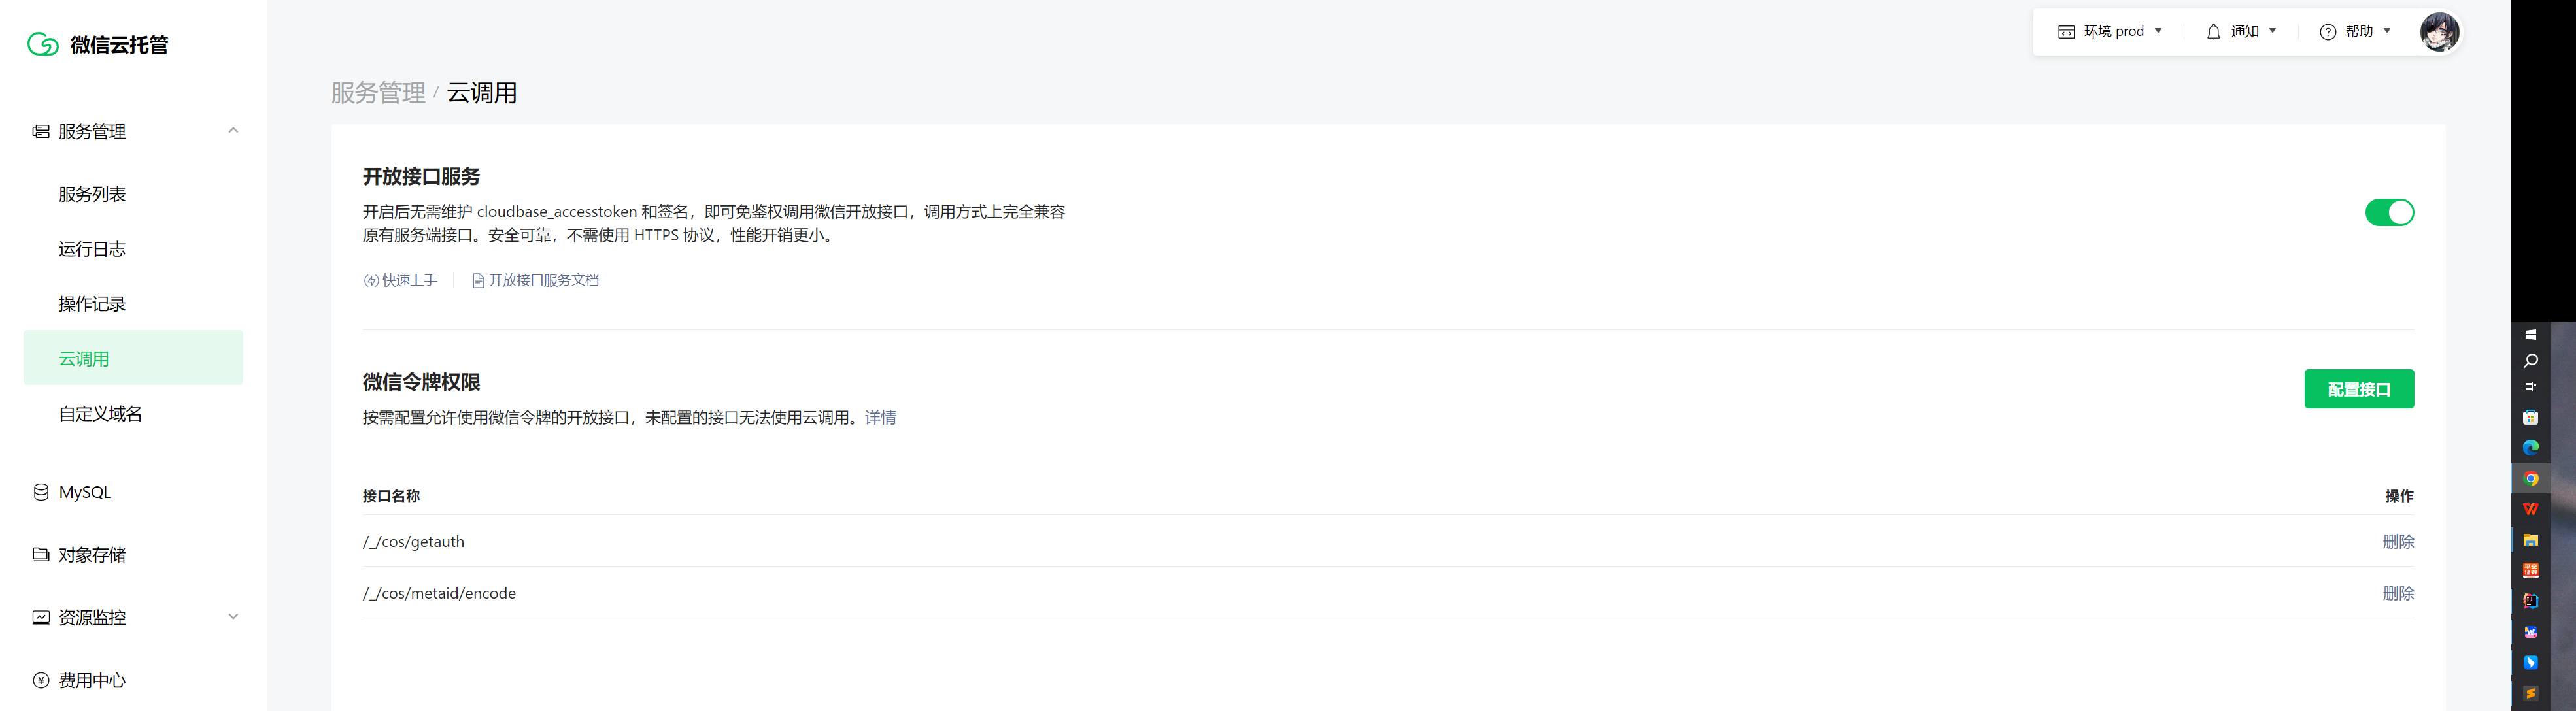 微信云托管
环境 prod
通知
帮助
服务管理
服务列表
运行日志
操作记录
云调用
自定义域名
MySQL
对象存储
资源监控
费用中心
服务管理 / 云调用
开放接口服务
开启后无需维护 cloudbase_accesstoken 和签名，即可免鉴权调用微信开放接口，调用方式上完全兼容
原有服务端接口。安全可靠，不需使用 HTTPS 协议，性能开销更小。
快速上手
开放接口服务文档
微信令牌权限
配置接口
按需配置允许使用微信令牌的开放接口，未配置的接口无法使用云调用。详情
接口名称 操作
/_/cos/getauth 删除
/_/cos/metaid/encode 删除